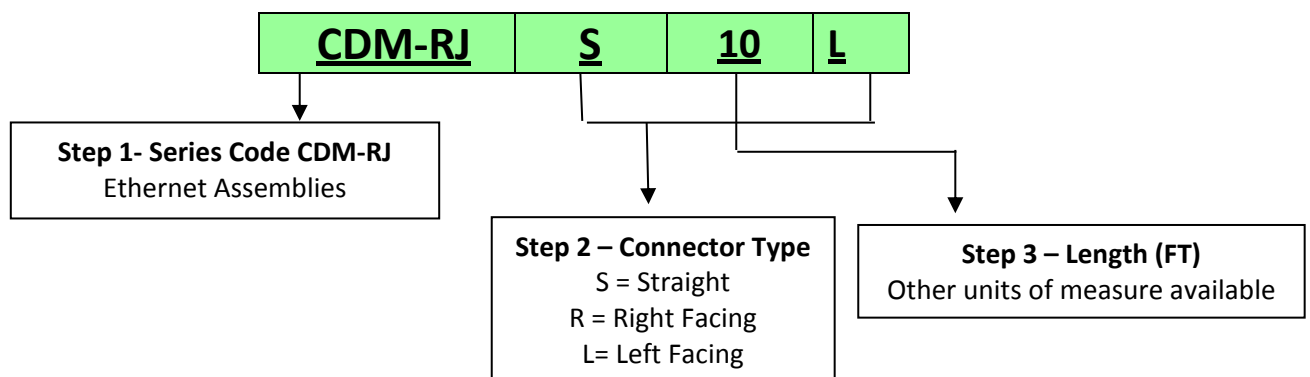 CDM-RJ S 10 L
Step 1- Series Code CDM-RJ
Ethernet Assemblies
Step 2 – Connector Type
S = Straight
R = Right Facing
L= Left Facing
Step 3 – Length (FT)
Other units of measure available